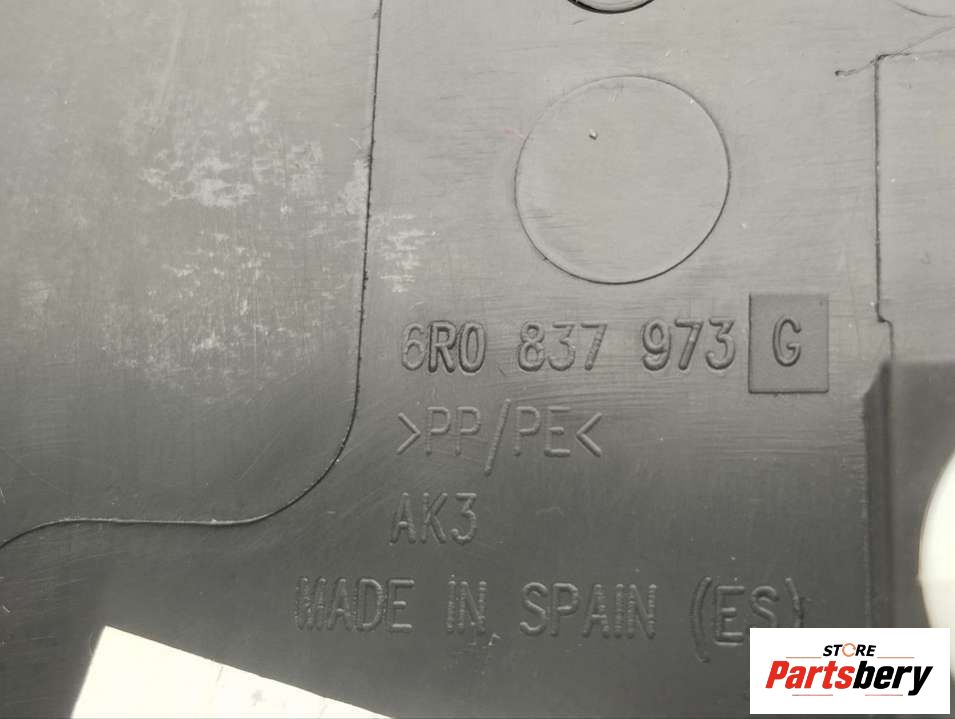 6R0 837 973 G
>PP/PE<
AK3
MADE IN SPAIN (ES)
STORE
Partsbery